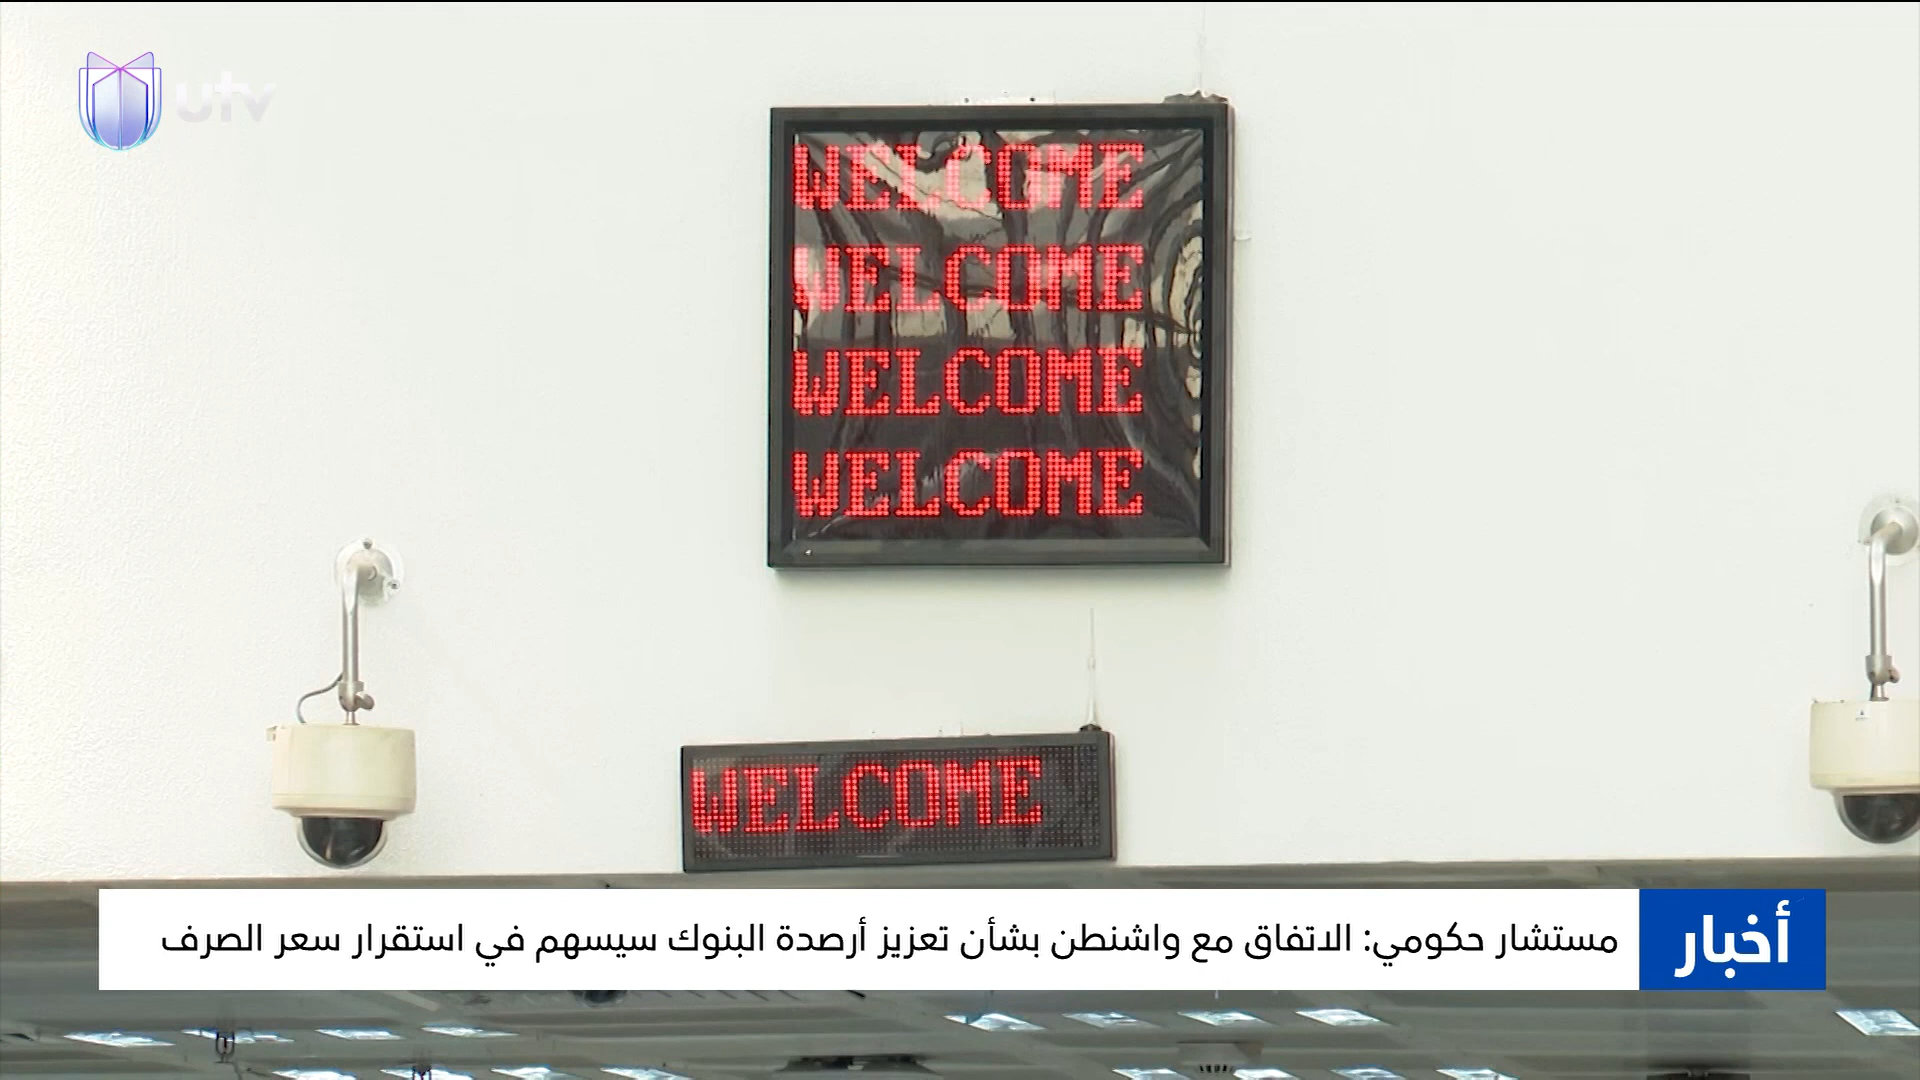 utv
WELCOME
WELCOME
WELCOME
WELCOME
WELCOME
أخبار
مستشار حكومي: الاتفاق مع واشنطن بشأن تعزيز أرصدة البنوك سيسهم في استقرار سعر الصرف